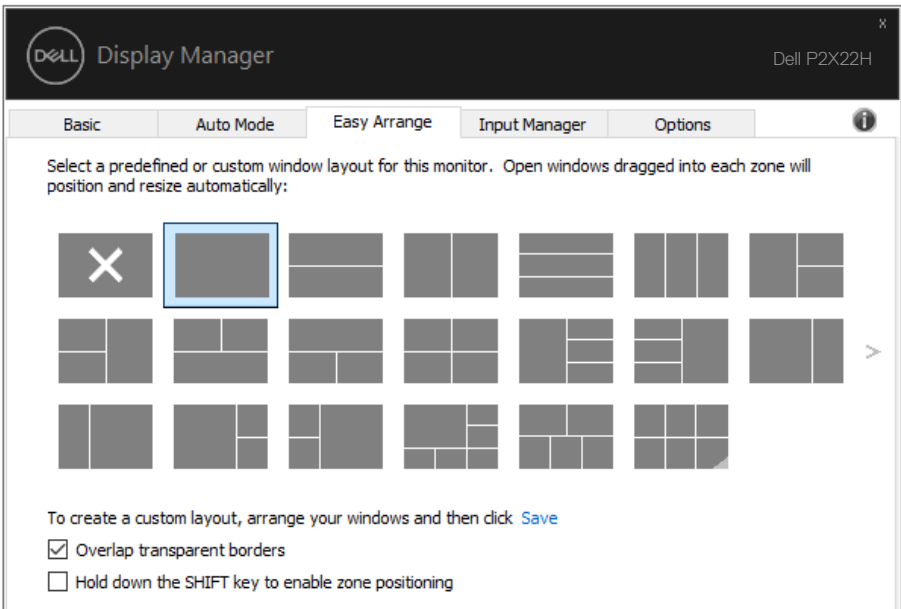 x
DELL Display Manager
Dell P2X22H
Basic Auto Mode Easy Arrange Input Manager Options i
Select a predefined or custom window layout for this monitor. Open windows dragged into each zone will
position and resize automatically:
>
To create a custom layout, arrange your windows and then click Save
Overlap transparent borders
Hold down the SHIFT key to enable zone positioning